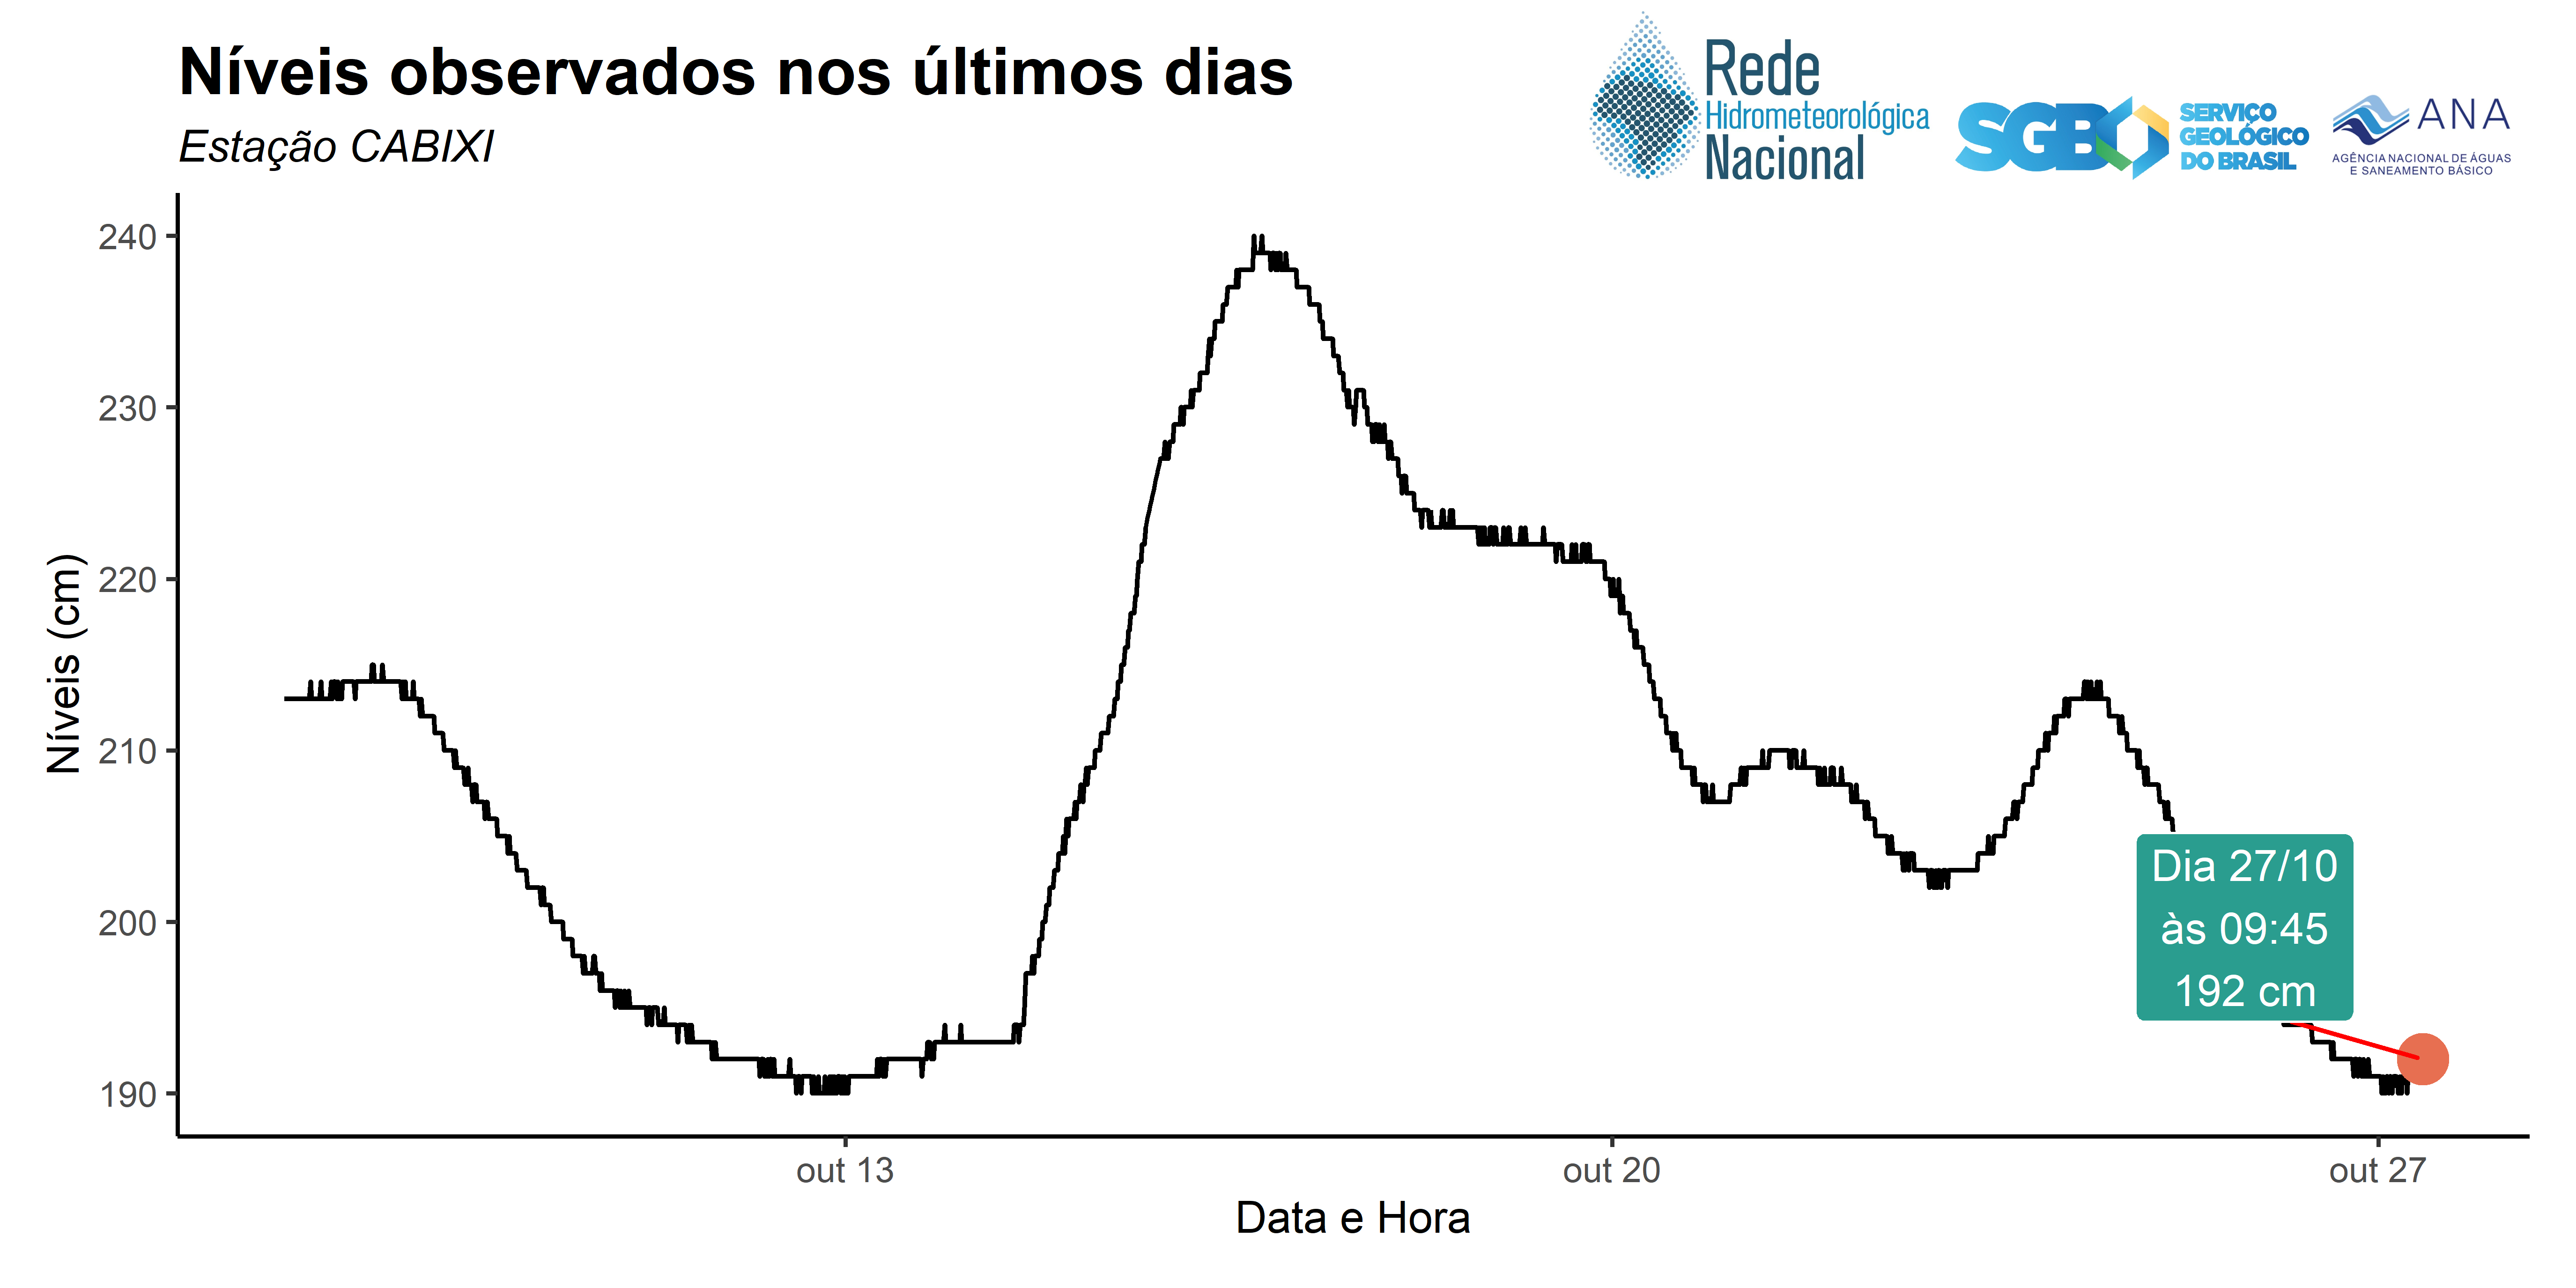 Níveis observados nos últimos dias
Estação CABIXI
Rede
Hidrometeorológica
Nacional
SGB
SERVIÇO
GEOLÓGICO
DO BRASIL
ANA
AGÊNCIA NACIONAL DE ÁGUAS
E SANEAMENTO BÁSICO
Níveis (cm)
240
230
220
210
200
190
Dia 27/10
às 09:45
192 cm
out 13
out 20
out 27
Data e Hora